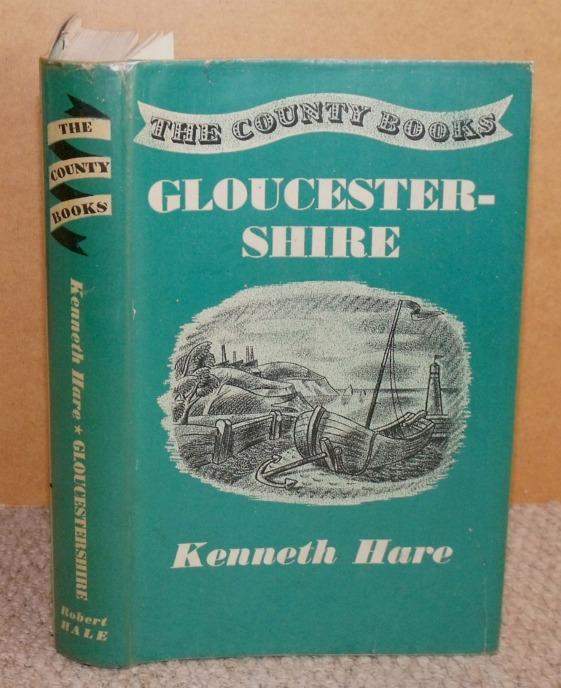 THE COUNTY BOOKS
GLOUCESTER-
SHIRE
Kenneth Hare
THE
COUNTY
BOOKS
Kenneth Hare ★ GLOUCESTERSHIRE
Robert
HALE